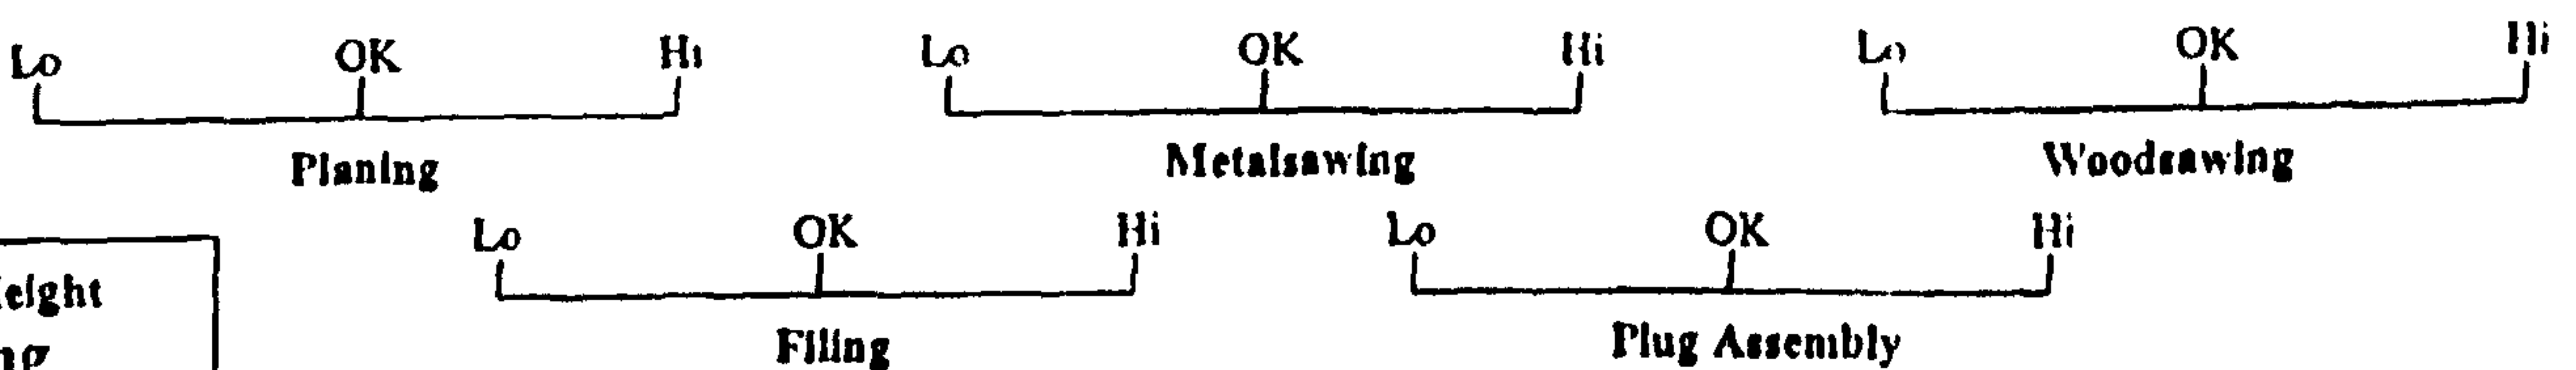 Lo OK Hi Lo OK Hi Lo OK Hi
Planing Metalsawing Woodsawing
Lo OK Hi Lo OK Hi
Filing Plug Assembly